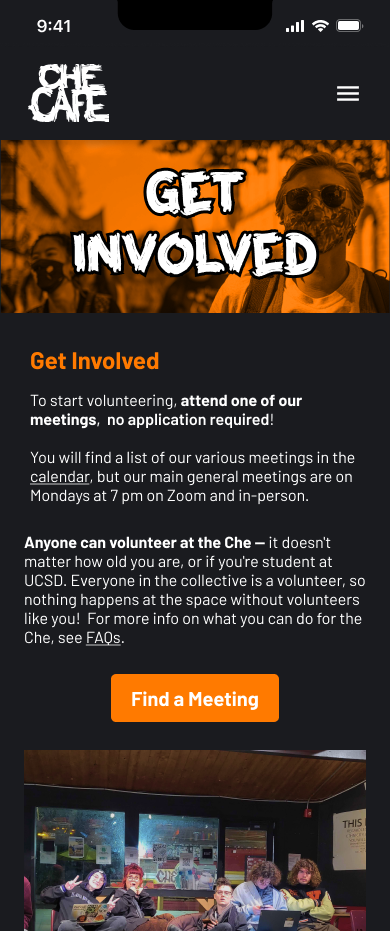 9:41
CHE
CAFE
GET
INVOLVED
Get Involved
To start volunteering, attend one of our
meetings,  no application required!
You will find a list of our various meetings in the
calendar, but our main general meetings are on
Mondays at 7 pm on Zoom and in-person.
Anyone can volunteer at the Che – it doesn't
matter how old you are, or if you're student at
UCSD. Everyone in the collective is a volunteer, so
nothing happens at the space without volunteers
like you!  For more info on what you can do for the
Che, see FAQs.
Find a Meeting
THIS